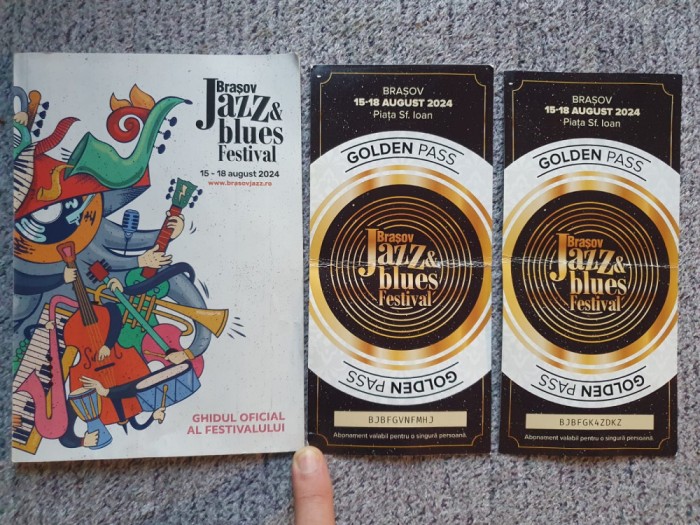 Brașov
Jazz&
blues
Festival
15 - 18 august 2024
www.brasovjazz.ro
GHIDUL OFICIAL
AL FESTIVALULUI
BRAȘOV
15-18 AUGUST 2024
Piața Sf. Ioan
GOLDEN PASS
Brașov
Jazz&
blues
Festival
GOLDEN PASS
BJBFGVNFMHJ
Abonament valabil pentru o singură persoană.
BRAȘOV
15-18 AUGUST 2024
Piața Sf. Ioan
GOLDEN PASS
Brașov
Jazz&
blues
Festival
GOLDEN PASS
BJBFGK4ZDKZ
Abonament valabil pentru o singură persoană.